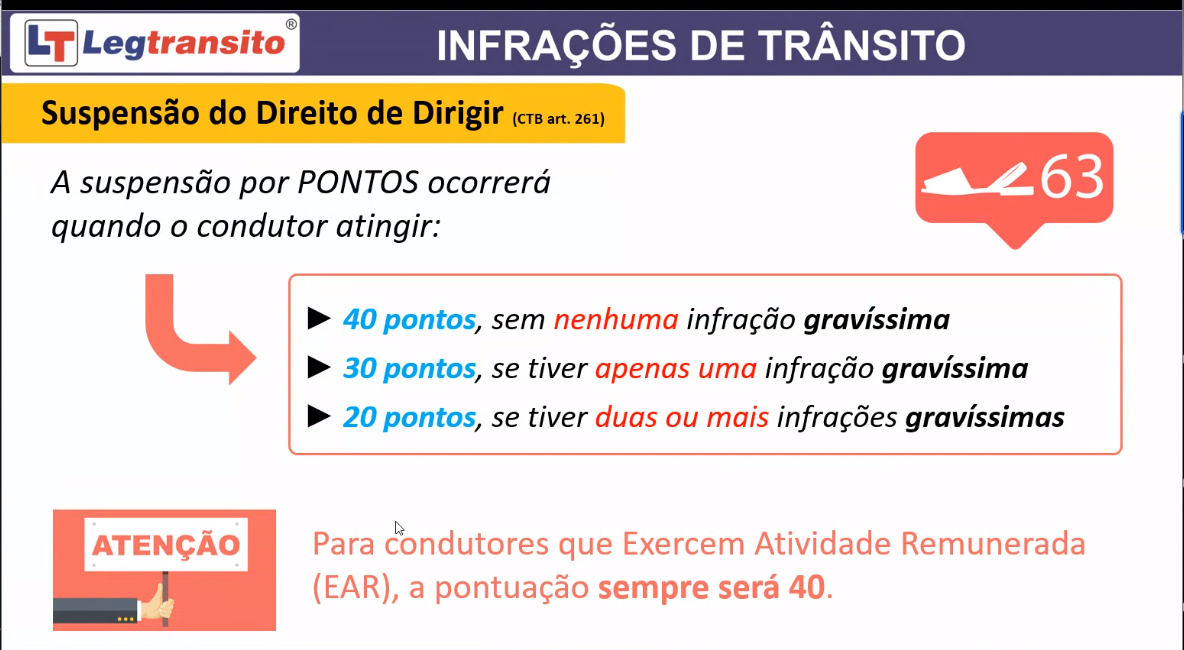 LT Legtransito®
INFRAÇÕES DE TRÂNSITO
Suspensão do Direito de Dirigir (CTB art. 261)
A suspensão por PONTOS ocorrerá
quando o condutor atingir:
63
► 40 pontos, sem nenhuma infração gravíssima
► 30 pontos, se tiver apenas uma infração gravíssima
► 20 pontos, se tiver duas ou mais infrações gravíssimas
ATENÇÃO
Para condutores que Exercem Atividade Remunerada
(EAR), a pontuação sempre será 40.